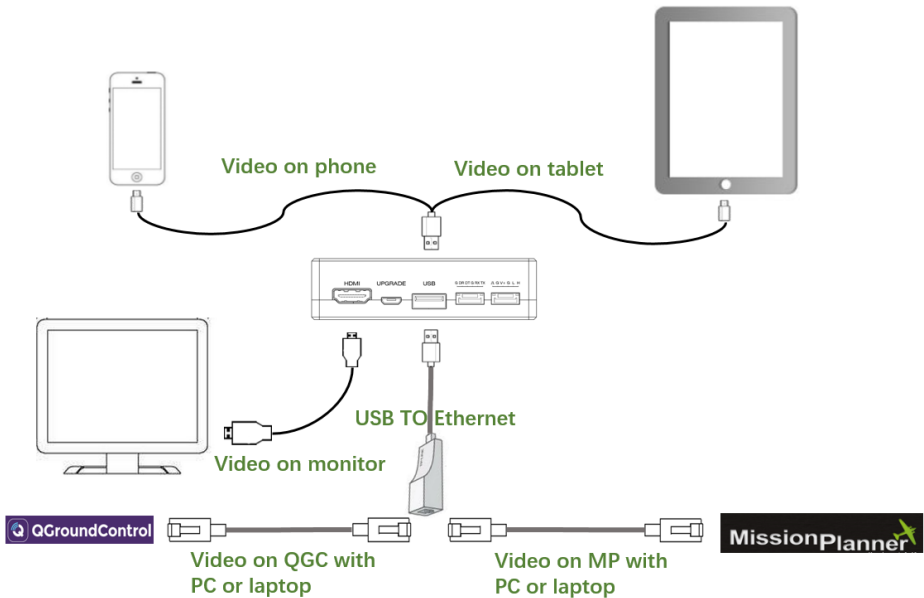 Video on phone
Video on tablet
HDMI
UPGRADE
USB
USB TO Ethernet
Video on monitor
QGroundControl
MissionPlanner
Video on QGC with
PC or laptop
Video on MP with
PC or laptop